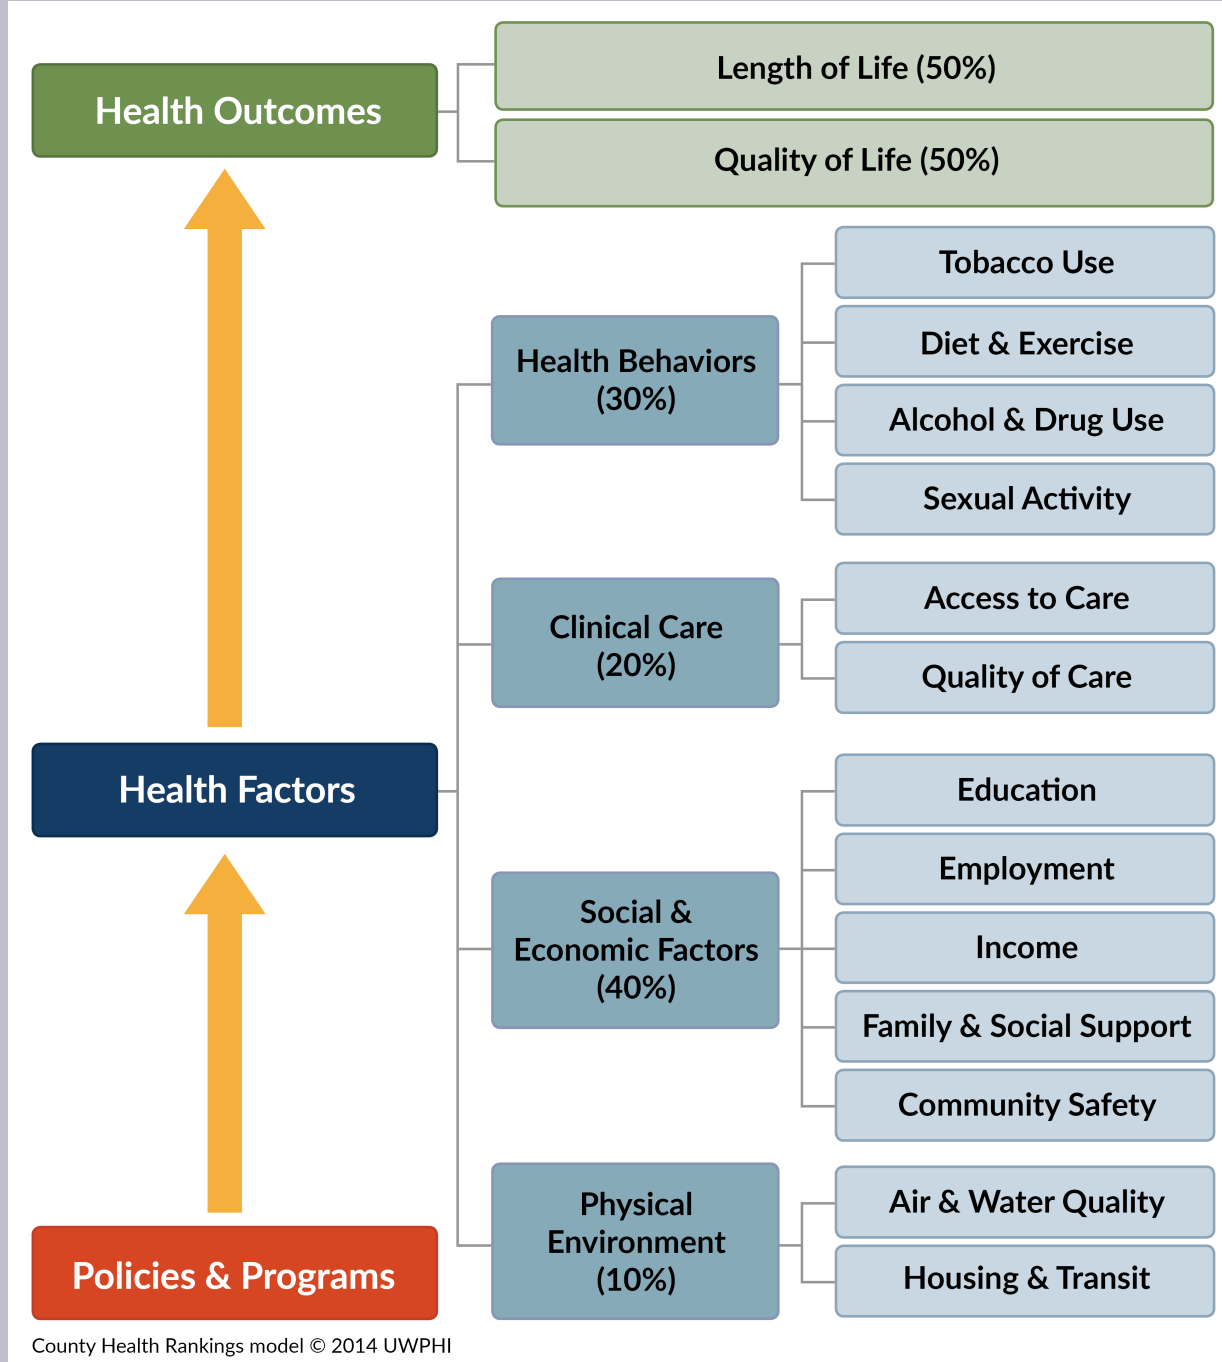 Health Outcomes
Length of Life (50%)
Quality of Life (50%)
Health Factors
Health Behaviors
(30%)
Tobacco Use
Diet & Exercise
Alcohol & Drug Use
Sexual Activity
Clinical Care
(20%)
Access to Care
Quality of Care
Social &
Economic Factors
(40%)
Education
Employment
Income
Family & Social Support
Community Safety
Physical
Environment
(10%)
Air & Water Quality
Housing & Transit
Policies & Programs
County Health Rankings model © 2014 UWPHI